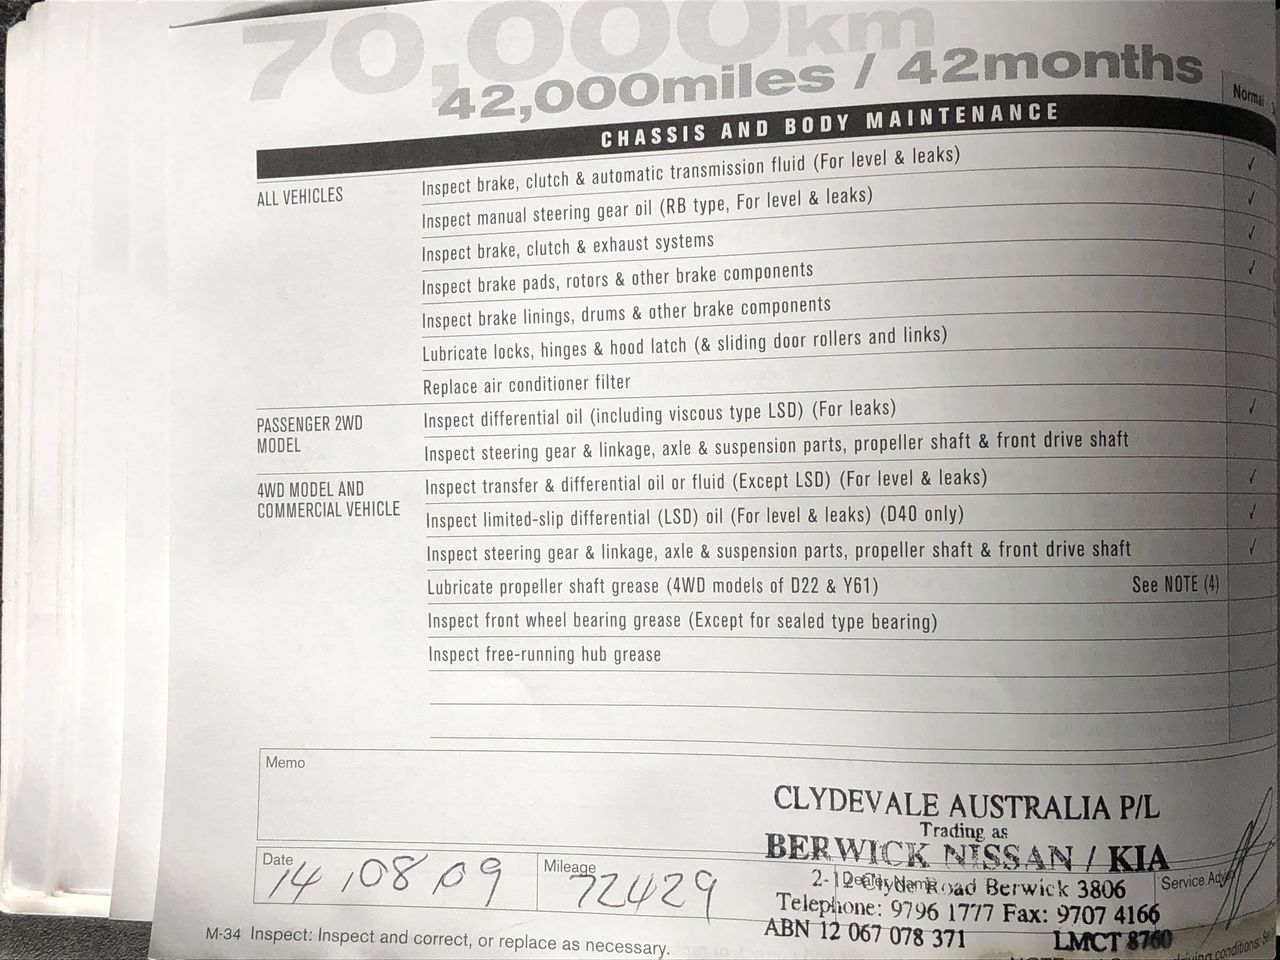 70,000km
42,000miles / 42months
Normal
CHASSIS AND BODY MAINTENANCE
ALL VEHICLES
Inspect brake, clutch & automatic transmission fluid (For level & leaks) ✓
Inspect manual steering gear oil (RB type, For level & leaks) ✓
Inspect brake, clutch & exhaust systems ✓
Inspect brake pads, rotors & other brake components ✓
Inspect brake linings, drums & other brake components
Lubricate locks, hinges & hood latch (& sliding door rollers and links)
Replace air conditioner filter
PASSENGER 2WD
MODEL
Inspect differential oil (including viscous type LSD) (For leaks) ✓
Inspect steering gear & linkage, axle & suspension parts, propeller shaft & front drive shaft
4WD MODEL AND
COMMERCIAL VEHICLE
Inspect transfer & differential oil or fluid (Except LSD) (For level & leaks) ✓
Inspect limited-slip differential (LSD) oil (For level & leaks) (D40 only) ✓
Inspect steering gear & linkage, axle & suspension parts, propeller shaft & front drive shaft ✓
Lubricate propeller shaft grease (4WD models of D22 & Y61) See NOTE (4)
Inspect front wheel bearing grease (Except for sealed type bearing)
Inspect free-running hub grease
Memo
CLYDEVALE AUSTRALIA P/L
Trading as
BERWICK NISSAN / KIA
2-12 Clyde Road Berwick 3806
Telephone: 9796 1777 Fax: 9707 4166
ABN 12 067 078 371 LMCT 8760
Date 14/08/09
Mileage 72429
Dealer Name
Service
M-34 Inspect: Inspect and correct, or replace as necessary.